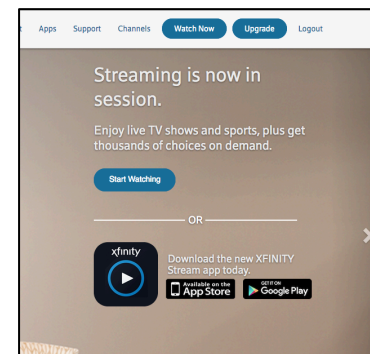 t Apps Support Channels Watch Now Upgrade Logout
Streaming is now in
session.
Enjoy live TV shows and sports, plus get
thousands of choices on demand.
Start Watching
OR
xfinity
Download the new XFINITY
Stream app today.
Available on the
App Store
GET IT ON
Google Play